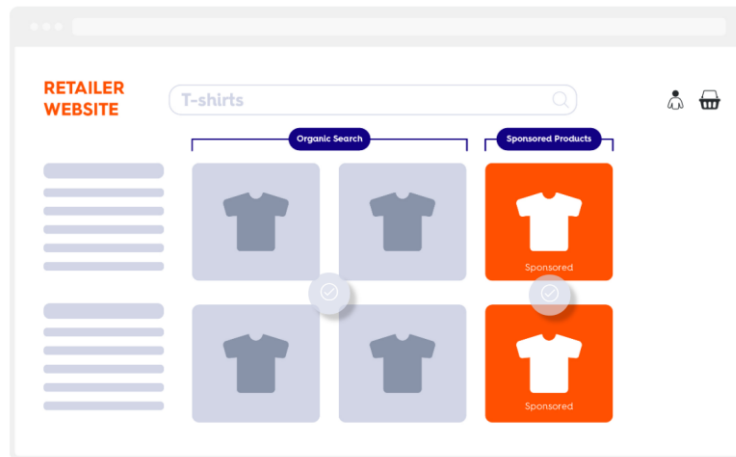 RETAILER
WEBSITE
T-shirts
Organic Search
Sponsored Products
Sponsored
Sponsored